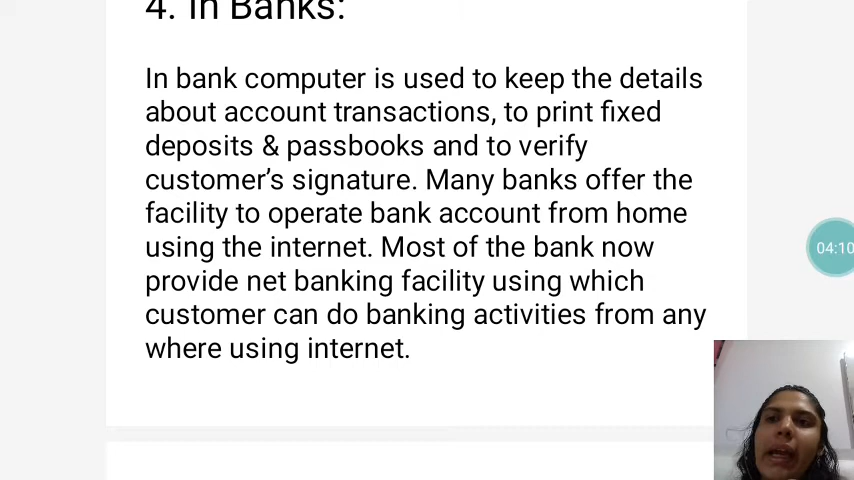 4. In Banks:
In bank computer is used to keep the details
about account transactions, to print fixed
deposits & passbooks and to verify
customer's signature. Many banks offer the
facility to operate bank account from home
using the internet. Most of the bank now
provide net banking facility using which
customer can do banking activities from any
where using internet.
04:10